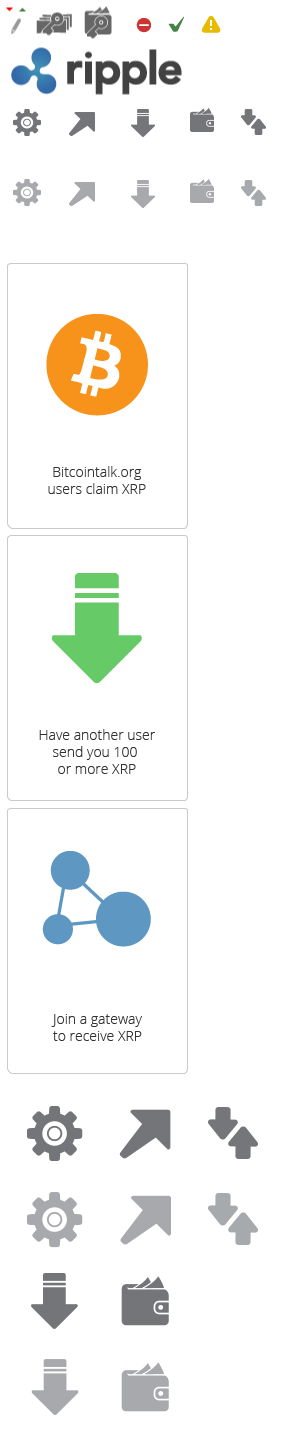 ripple
Bitcointalk.org
users claim XRP
Have another user
send you 100
or more XRP
Join a gateway
to receive XRP